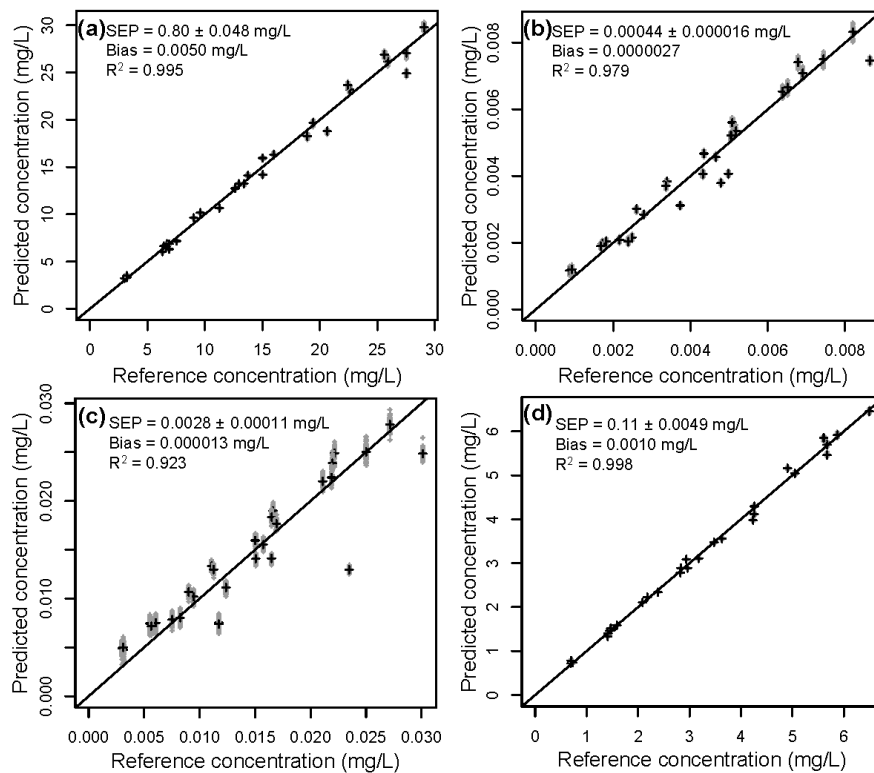 (a) SEP = 0.80 ± 0.048 mg/L
Bias = 0.0050 mg/L
R² = 0.995
Predicted concentration (mg/L)
30
25
20
15
10
5
0
0 5 10 15 20 25 30
Reference concentration (mg/L)
(b) SEP = 0.00044 ± 0.000016 mg/L
Bias = 0.0000027
R² = 0.979
Predicted concentration (mg/L)
0.008
0.006
0.004
0.002
0.000
0.000 0.002 0.004 0.006 0.008
Reference concentration (mg/L)
(c) SEP = 0.0028 ± 0.00011 mg/L
Bias = 0.000013 mg/L
R² = 0.923
Predicted concentration (mg/L)
0.030
0.020
0.010
0.000
0.000 0.005 0.010 0.015 0.020 0.025 0.030
Reference concentration (mg/L)
(d) SEP = 0.11 ± 0.0049 mg/L
Bias = 0.0010 mg/L
R² = 0.998
Predicted concentration (mg/L)
6
5
4
3
2
1
0
0 1 2 3 4 5 6
Reference concentration (mg/L)